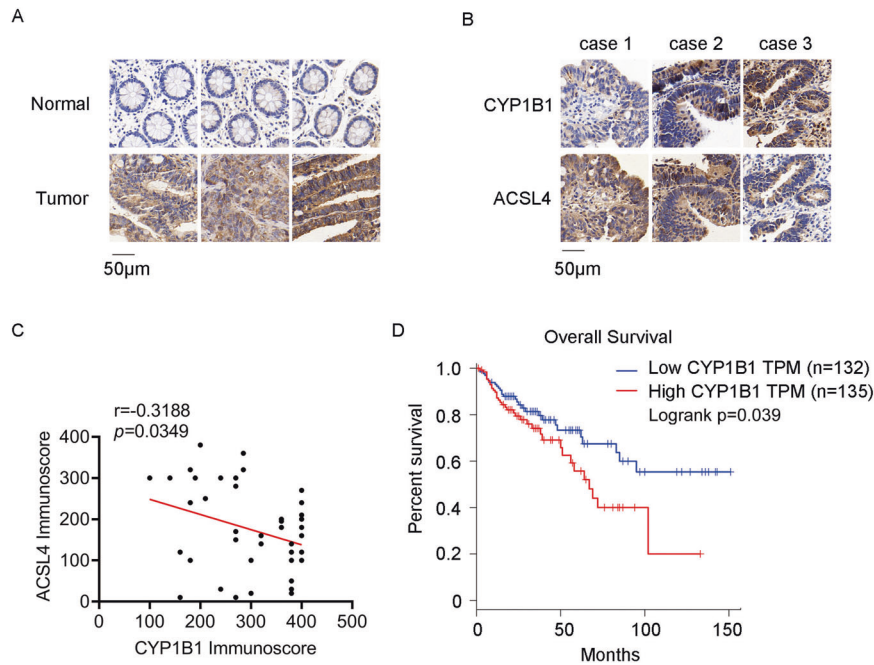 A
Normal
Tumor
50μm
B
case 1 case 2 case 3
CYP1B1
ACSL4
50μm
C
r=-0.3188
p=0.0349
400
300
200
100
0
ACSL4 Immunoscore
0 100 200 300 400 500
CYP1B1 Immunoscore
D
Overall Survival
Low CYP1B1 TPM (n=132)
High CYP1B1 TPM (n=135)
Logrank p=0.039
1.0
0.8
0.6
0.4
0.2
0
Percent survival
0 50 100 150
Months